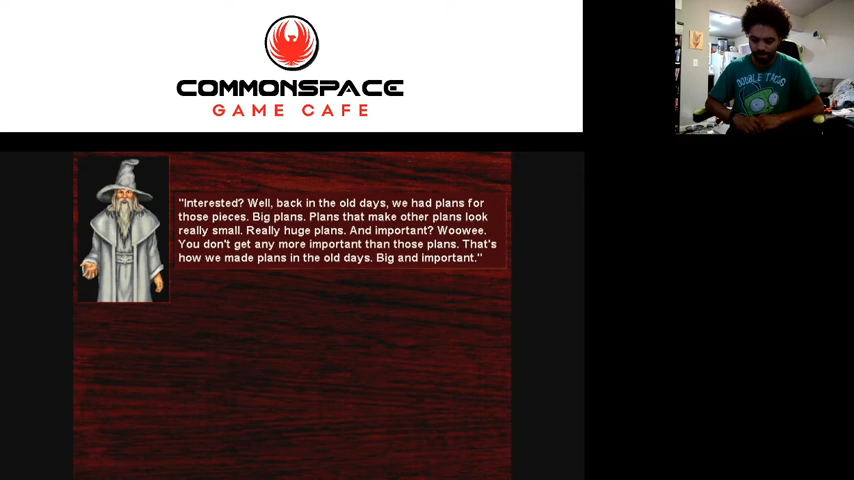 COMMONSPACE
GAME CAFE
DOUBLE TACOS
"Interested? Well, back in the old days, we had plans for
those pieces. Big plans. Plans that make other plans look
really small. Really huge plans. And important? Woowee.
You don't get any more important than those plans. That's
how we made plans in the old days. Big and important."